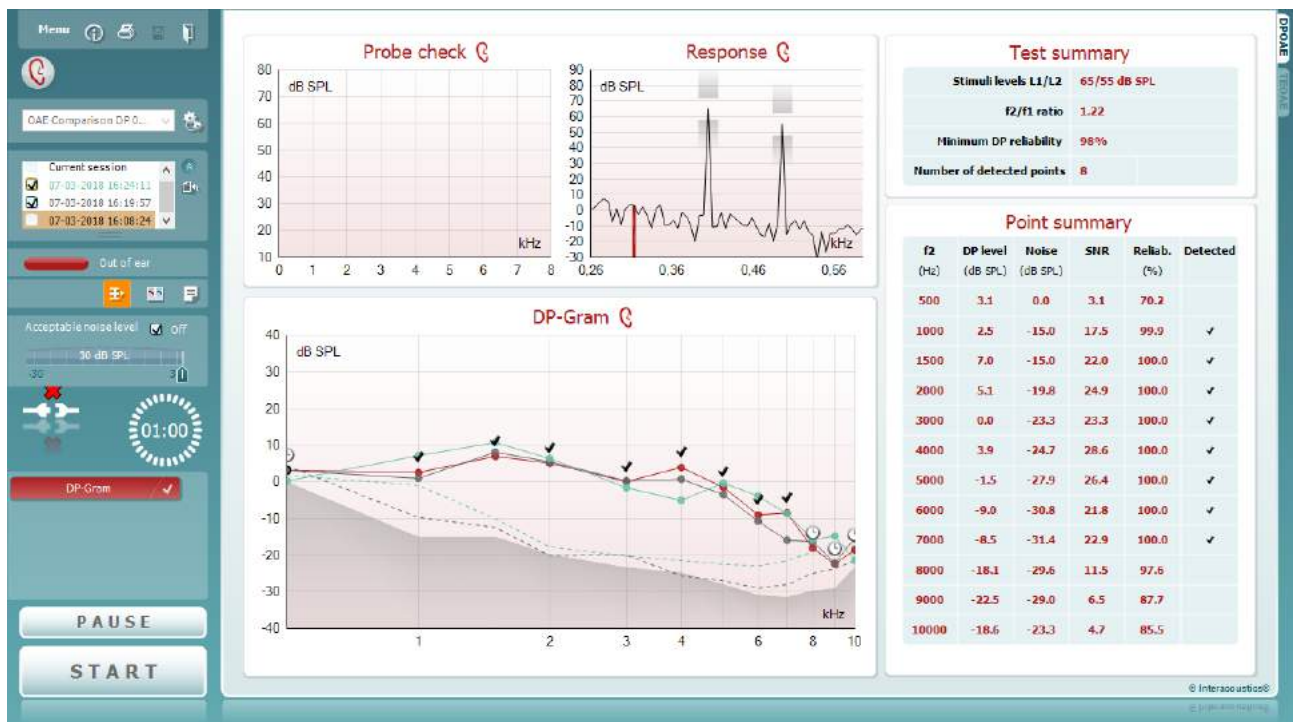 Menu
OAE Comparison DP 0...
Current session
07-03-2018 16:24:11
07-03-2018 16:19:57
07-03-2018 16:08:24
Out of ear
Acceptable noise level off
30 dB SPL
-30
01:00
DP-Gram
PAUSE
START
Probe check
dB SPL
80
70
60
50
40
30
20
10
kHz
0 1 2 3 4 5 6 7 8
Response
dB SPL
90
80
70
60
50
40
30
20
10
0
-10
-20
-30
kHz
0,26 0,36 0,46 0,56
DP-Gram
dB SPL
40
30
20
10
0
-10
-20
-30
-40
kHz
1 2 3 4 6 8 10
Test summary
Stimuli levels L1/L2 65/55 dB SPL
f2/f1 ratio 1.22
Minimum DP reliability 98%
Number of detected points 8
Point summary
f2 DP level Noise SNR Reliab. Detected
(Hz) (dB SPL) (dB SPL) (%)
500 3.1 0.0 3.1 70.2
1000 2.5 -15.0 17.5 99.9 ✔
1500 7.0 -15.0 22.0 100.0 ✔
2000 5.1 -19.8 24.9 100.0 ✔
3000 0.0 -23.3 23.3 100.0 ✔
4000 3.9 -24.7 28.6 100.0 ✔
5000 -1.5 -27.9 26.4 100.0 ✔
6000 -9.0 -30.8 21.8 100.0 ✔
7000 -8.5 -31.4 22.9 100.0 ✔
8000 -18.1 -29.6 11.5 97.6
9000 -22.5 -29.0 6.5 87.7
10000 -18.6 -23.3 4.7 85.5
DPOAE
TEOAE
© Interacoustics®